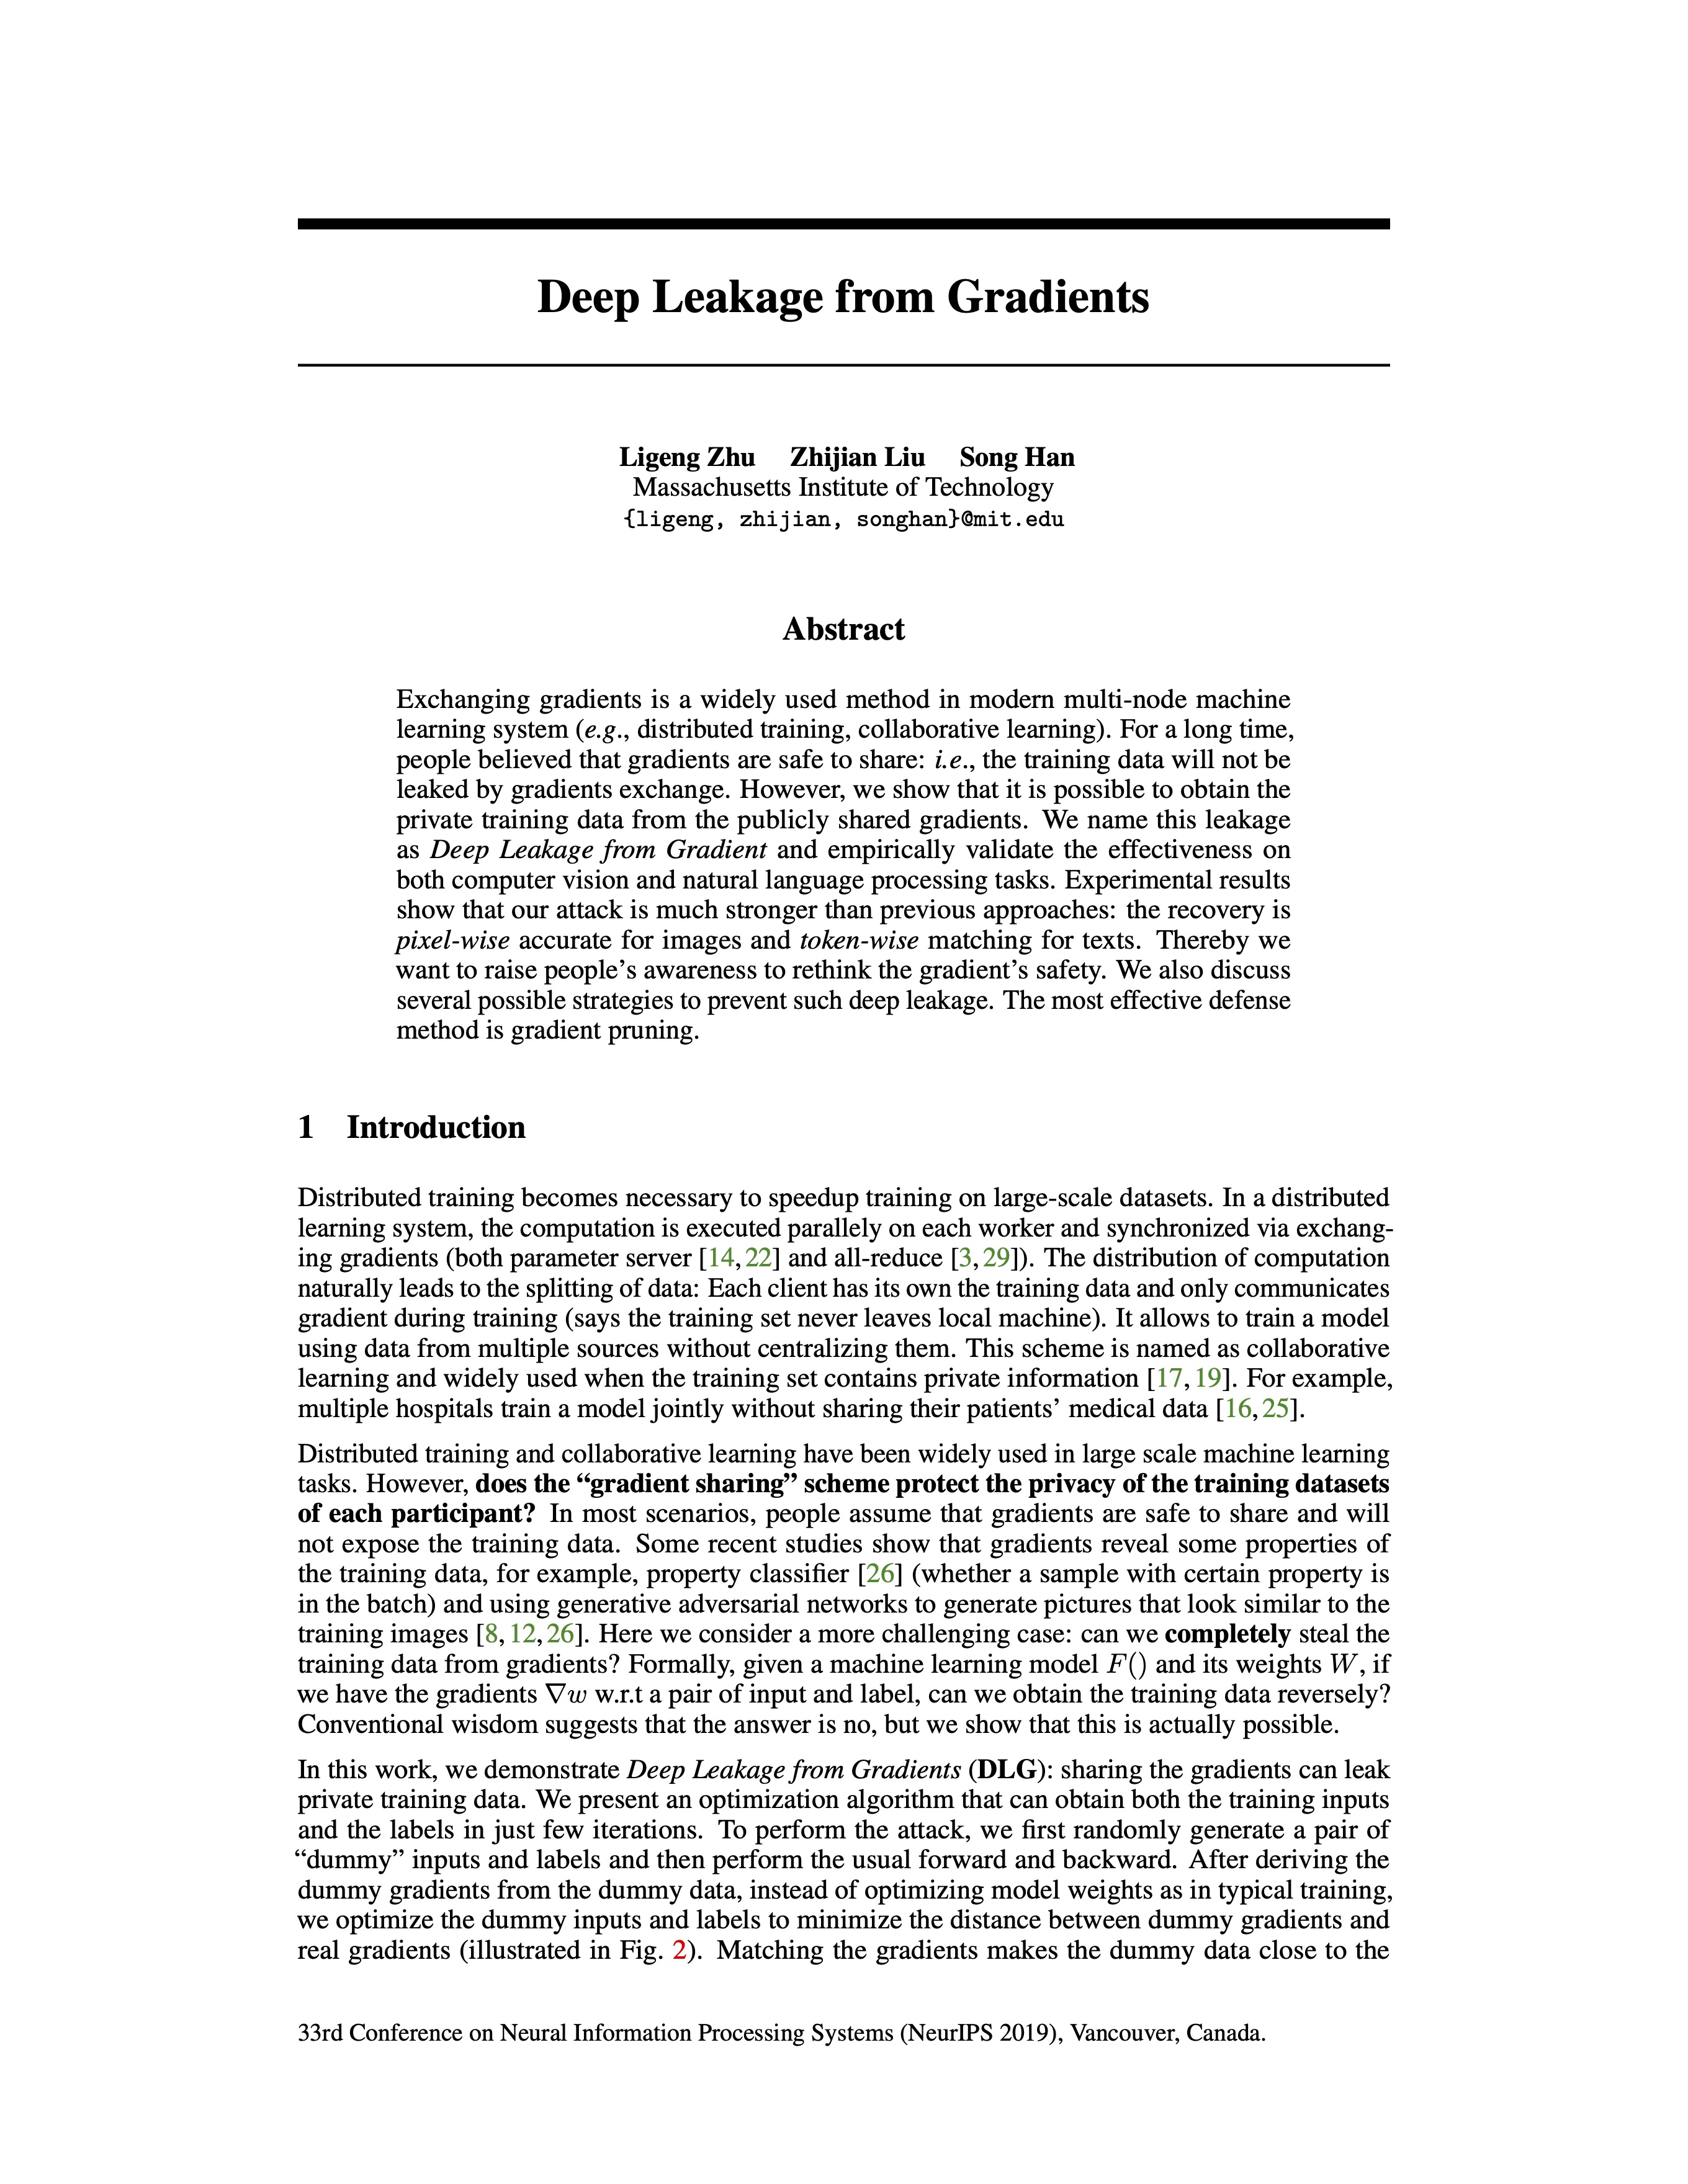 Deep Leakage from Gradients
Ligeng Zhu Zhijian Liu Song Han
Massachusetts Institute of Technology
{ligeng, zhijian, songhan}@mit.edu
Abstract
Exchanging gradients is a widely used method in modern multi-node machine
learning system (e.g., distributed training, collaborative learning). For a long time,
people believed that gradients are safe to share: i.e., the training data will not be
leaked by gradients exchange. However, we show that it is possible to obtain the
private training data from the publicly shared gradients. We name this leakage
as Deep Leakage from Gradient and empirically validate the effectiveness on
both computer vision and natural language processing tasks. Experimental results
show that our attack is much stronger than previous approaches: the recovery is
pixel-wise accurate for images and token-wise matching for texts. Thereby we
want to raise people’s awareness to rethink the gradient’s safety. We also discuss
several possible strategies to prevent such deep leakage. The most effective defense
method is gradient pruning.
1 Introduction
Distributed training becomes necessary to speedup training on large-scale datasets. In a distributed
learning system, the computation is executed parallely on each worker and synchronized via exchang-
ing gradients (both parameter server [14, 22] and all-reduce [3, 29]). The distribution of computation
naturally leads to the splitting of data: Each client has its own the training data and only communicates
gradient during training (says the training set never leaves local machine). It allows to train a model
using data from multiple sources without centralizing them. This scheme is named as collaborative
learning and widely used when the training set contains private information [17, 19]. For example,
multiple hospitals train a model jointly without sharing their patients’ medical data [16, 25].
Distributed training and collaborative learning have been widely used in large scale machine learning
tasks. However, does the “gradient sharing” scheme protect the privacy of the training datasets
of each participant? In most scenarios, people assume that gradients are safe to share and will
not expose the training data. Some recent studies show that gradients reveal some properties of
the training data, for example, property classifier [26] (whether a sample with certain property is
in the batch) and using generative adversarial networks to generate pictures that look similar to the
training images [8, 12, 26]. Here we consider a more challenging case: can we completely steal the
training data from gradients? Formally, given a machine learning model F() and its weights W, if
we have the gradients ∇w w.r.t a pair of input and label, can we obtain the training data reversely?
Conventional wisdom suggests that the answer is no, but we show that this is actually possible.
In this work, we demonstrate Deep Leakage from Gradients (DLG): sharing the gradients can leak
private training data. We present an optimization algorithm that can obtain both the training inputs
and the labels in just few iterations. To perform the attack, we first randomly generate a pair of
“dummy” inputs and labels and then perform the usual forward and backward. After deriving the
dummy gradients from the dummy data, instead of optimizing model weights as in typical training,
we optimize the dummy inputs and labels to minimize the distance between dummy gradients and
real gradients (illustrated in Fig. 2). Matching the gradients makes the dummy data close to the
33rd Conference on Neural Information Processing Systems (NeurIPS 2019), Vancouver, Canada.